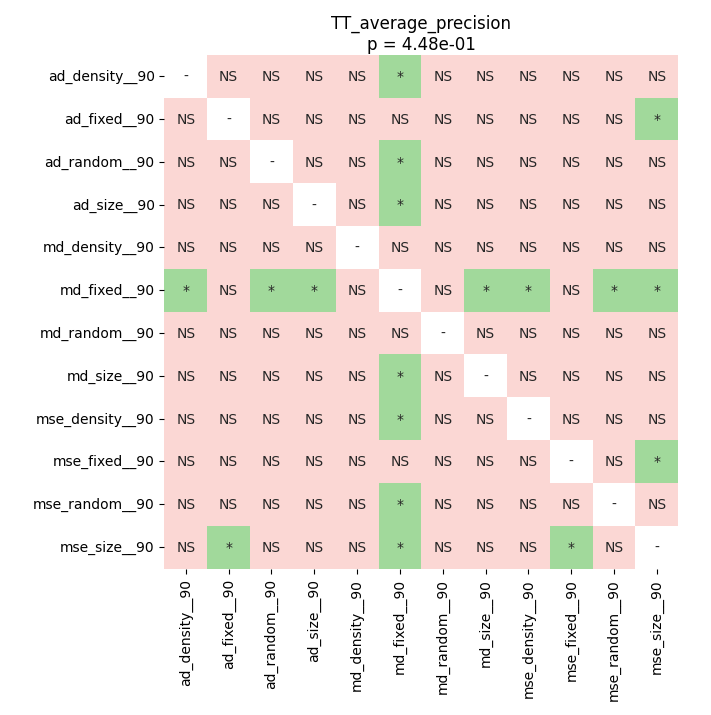 TT_average_precision
p = 4.48e-01
ad_density__90 - NS NS NS NS * NS NS NS NS NS NS
ad_fixed__90 NS - NS NS NS NS NS NS NS NS NS *
ad_random__90 NS NS - NS NS * NS NS NS NS NS NS
ad_size__90 NS NS NS - NS * NS NS NS NS NS NS
md_density__90 NS NS NS NS - NS NS NS NS NS NS NS
md_fixed__90 * NS * * NS - NS * * NS * *
md_random__90 NS NS NS NS NS NS - NS NS NS NS NS
md_size__90 NS NS NS NS NS * NS - NS NS NS NS
mse_density__90 NS NS NS NS NS * NS NS - NS NS NS
mse_fixed__90 NS NS NS NS NS NS NS NS NS - NS *
mse_random__90 NS NS NS NS NS * NS NS NS NS - NS
mse_size__90 NS * NS NS NS * NS NS NS * NS -
ad_density__90
ad_fixed__90
ad_random__90
ad_size__90
md_density__90
md_fixed__90
md_random__90
md_size__90
mse_density__90
mse_fixed__90
mse_random__90
mse_size__90